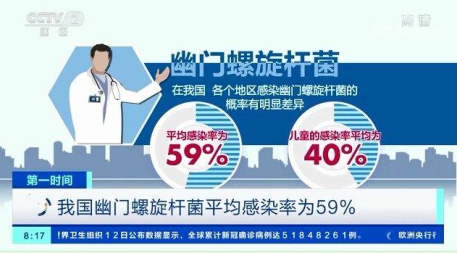 CCTV 2
高清
幽门螺旋杆菌
在我国 各个地区感染幽门螺旋杆菌的
概率有明显差异
平均感染率为
59%
儿童的感染率平均为
40%
第一时间
我国幽门螺旋杆菌平均感染率为59%
8:17
界卫生组织12日公布数据显示，全球累计新冠确诊病例达51848261例。
欧洲央行行